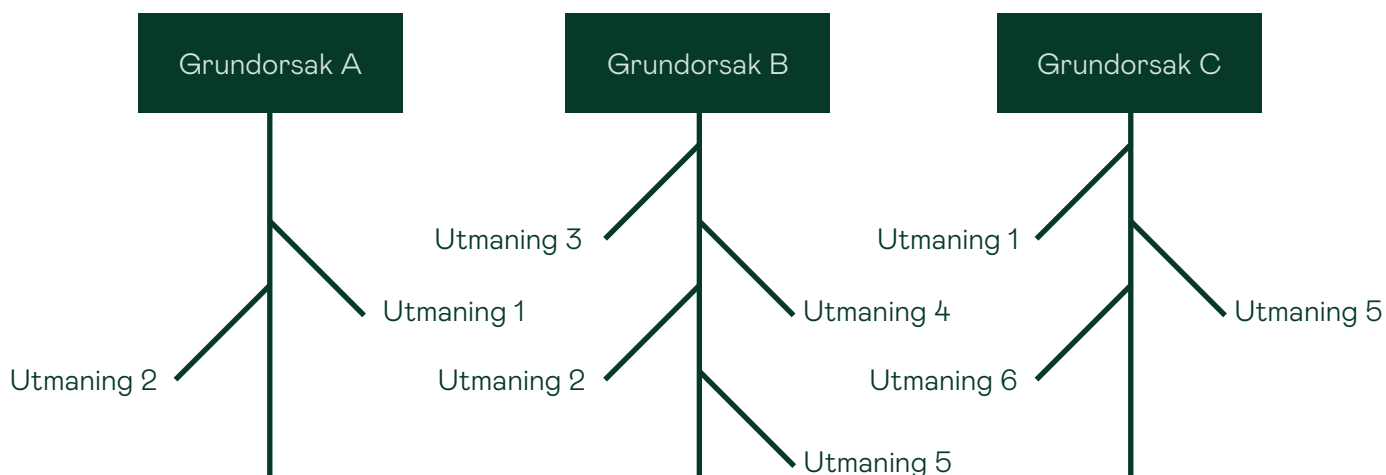 Grundorsak A
Grundorsak B
Grundorsak C
Utmaning 3
Utmaning 1
Utmaning 1
Utmaning 4
Utmaning 5
Utmaning 2
Utmaning 2
Utmaning 6
Utmaning 5